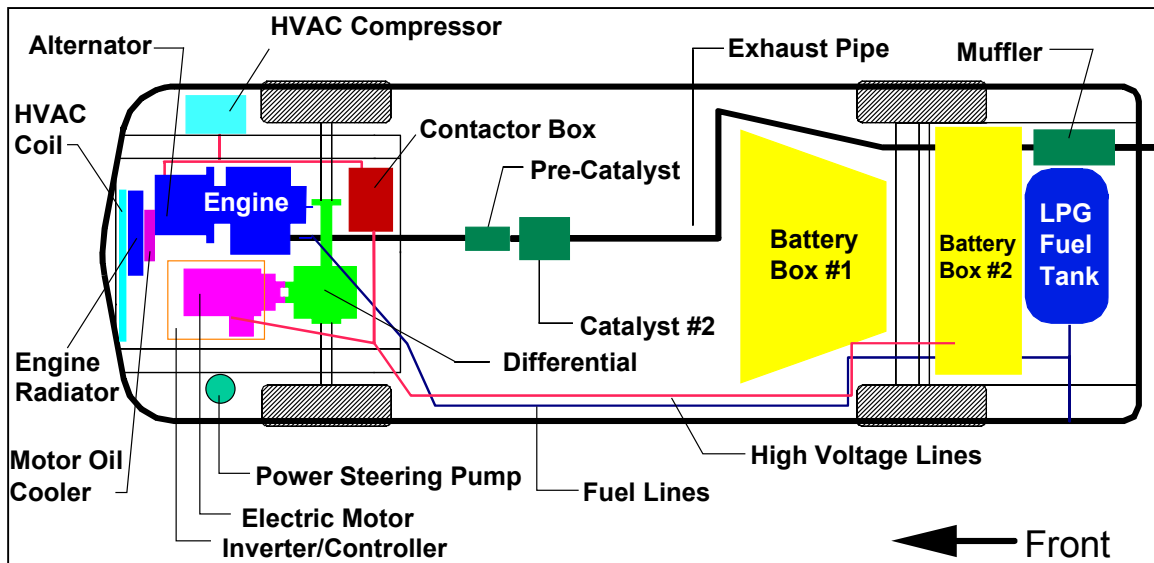 HVAC Compressor
Alternator
Exhaust Pipe
Muffler
HVAC
Coil
Contactor Box
Pre-Catalyst
Engine
LPG
Fuel
Tank
Battery
Box #1
Battery
Box #2
Catalyst #2
Differential
Engine
Radiator
Motor Oil
Cooler
Power Steering Pump
High Voltage Lines
Fuel Lines
Electric Motor
Inverter/Controller
Front